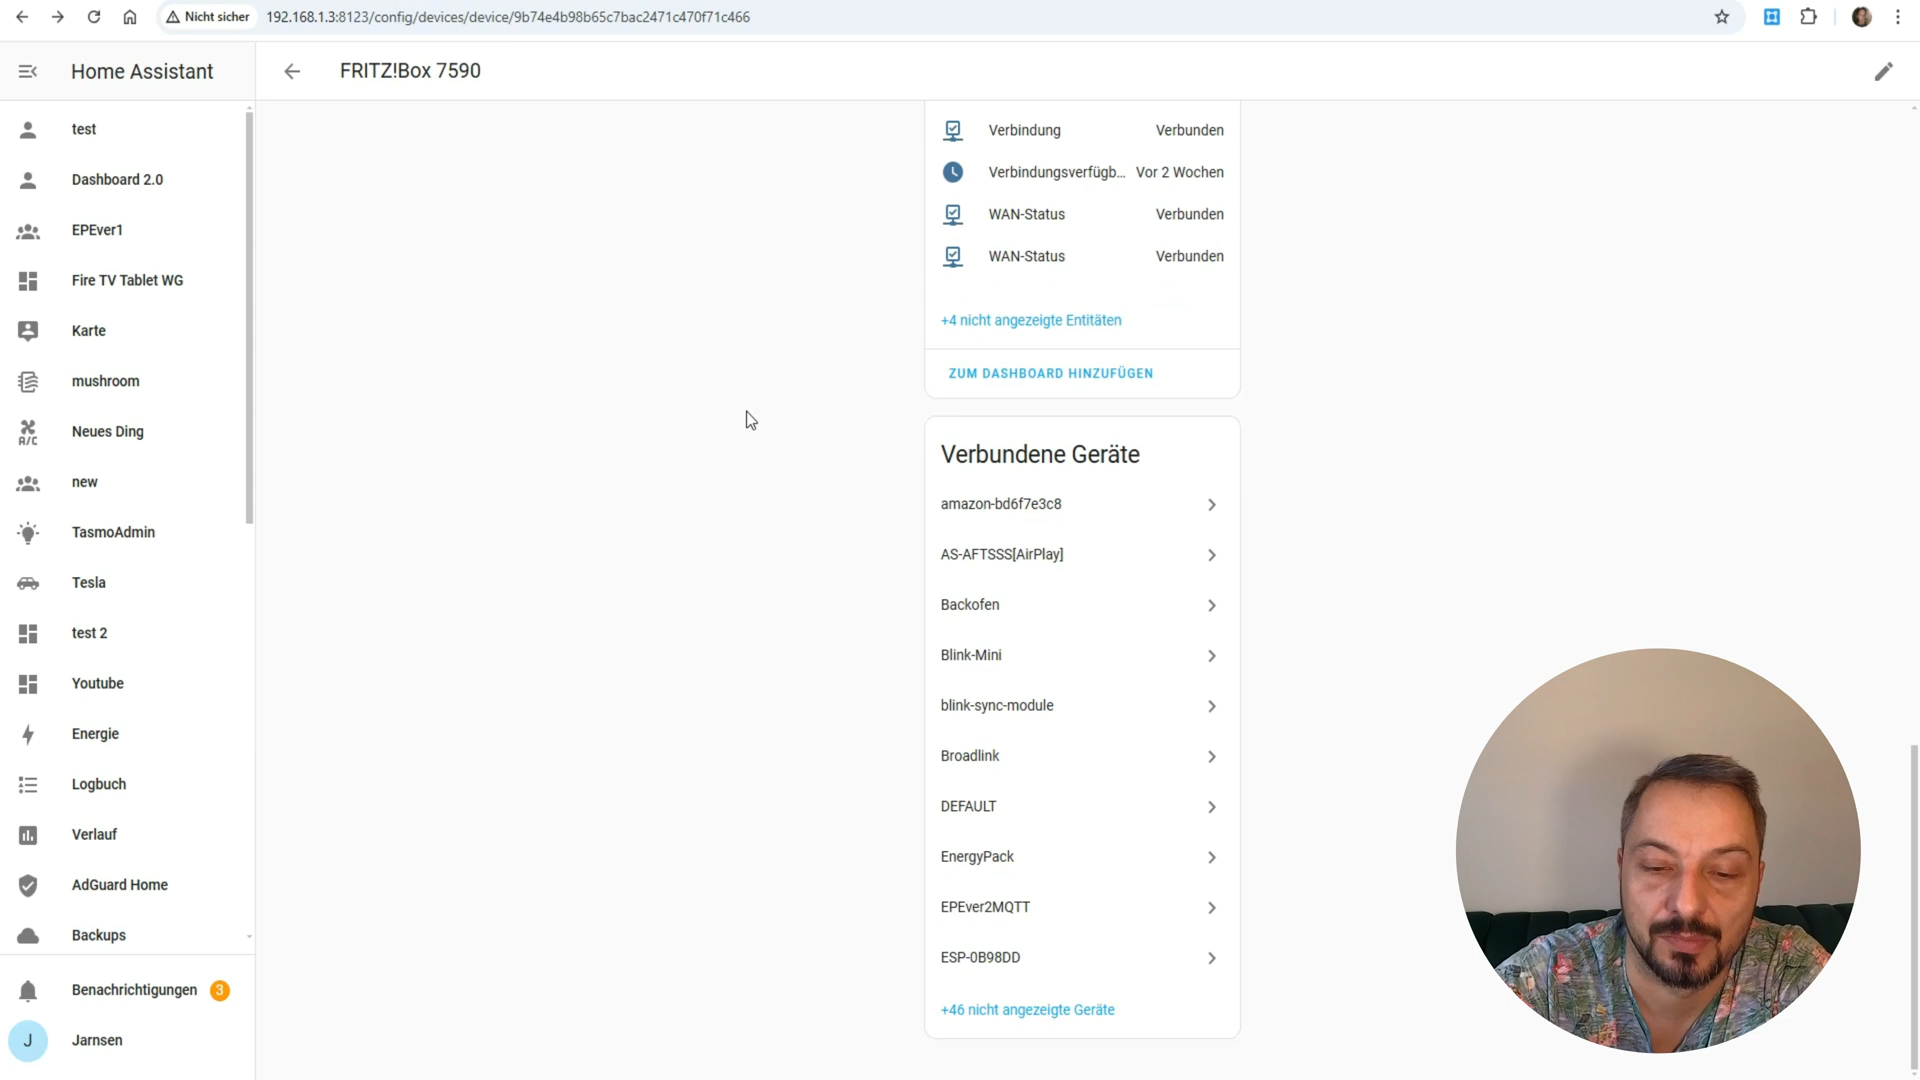 Nicht sicher 192.168.1.3:8123/config/devices/device/9b74e4b98b65c7bac2471c470f71c466
Home Assistant
FRITZ!Box 7590
test
Dashboard 2.0
EPEver1
Fire TV Tablet WG
Karte
mushroom
A/C
Neues Ding
new
TasmoAdmin
Tesla
test 2
Youtube
Energie
Logbuch
Verlauf
AdGuard Home
Backups
Benachrichtigungen 3
J Jarnsen
Verbindung Verbunden
Verbindungsverfügb... Vor 2 Wochen
WAN-Status Verbunden
WAN-Status Verbunden
+4 nicht angezeigte Entitäten
ZUM DASHBOARD HINZUFÜGEN
Verbundene Geräte
amazon-bd6f7e3c8
AS-AFTSSS[AirPlay]
Backofen
Blink-Mini
blink-sync-module
Broadlink
DEFAULT
EnergyPack
EPEver2MQTT
ESP-0B98DD
+46 nicht angezeigte Geräte